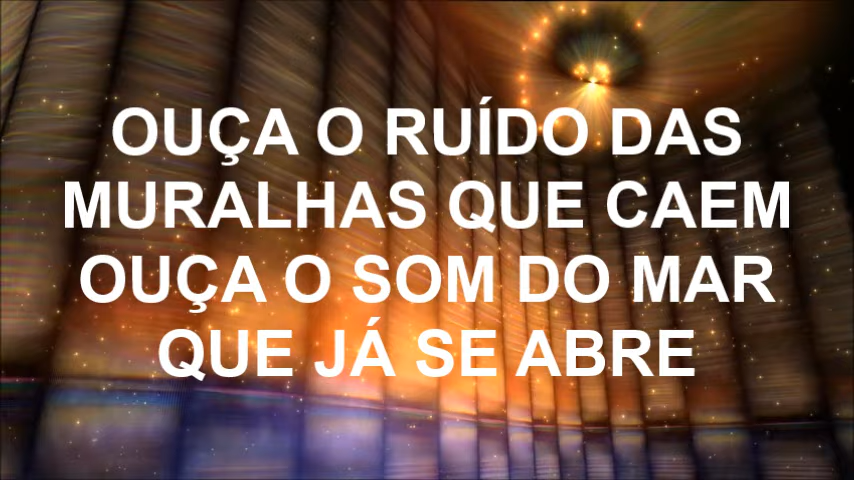 OUÇA O RUÍDO DAS
MURALHAS QUE CAEM
OUÇA O SOM DO MAR
QUE JÁ SE ABRE